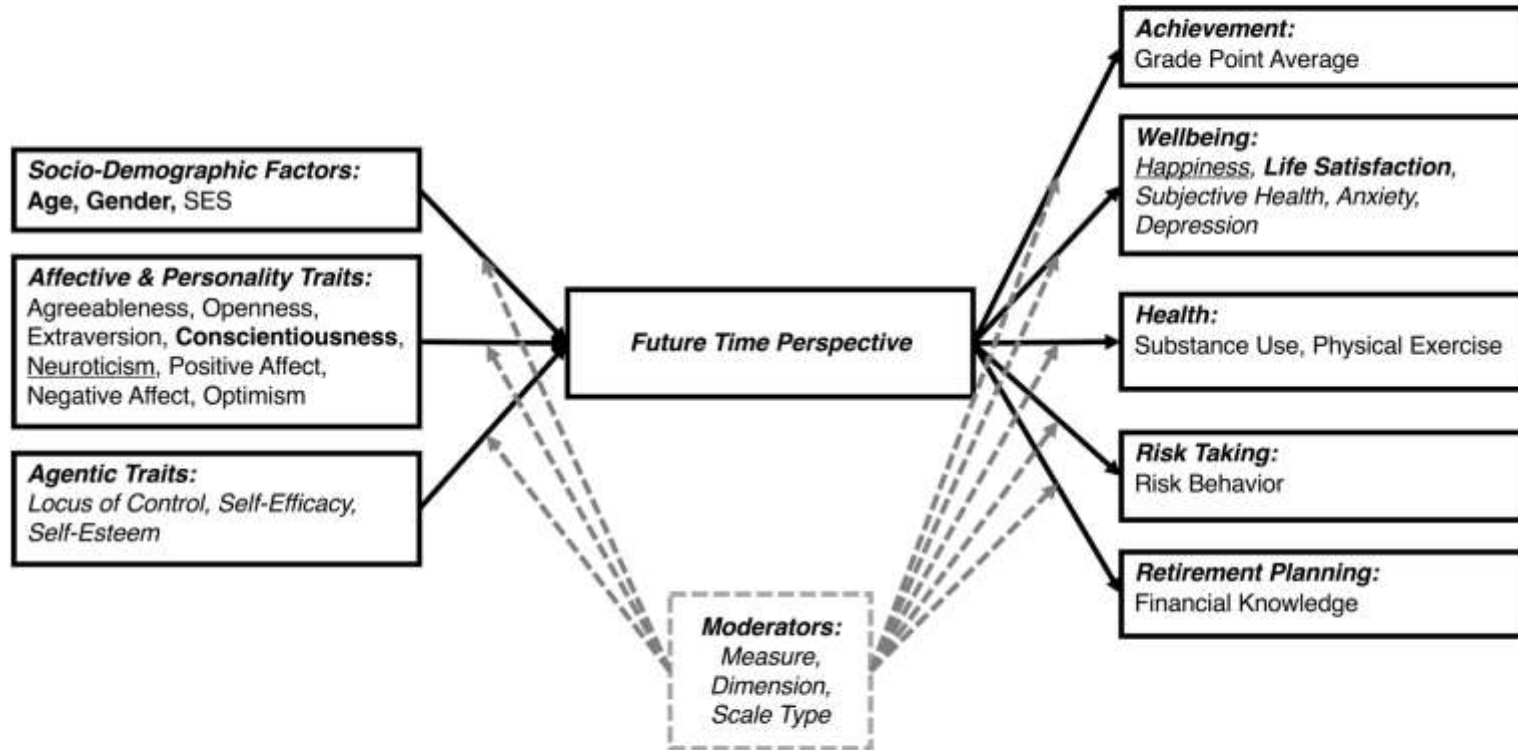 Socio-Demographic Factors:
Age, Gender, SES
Affective & Personality Traits:
Agreeableness, Openness,
Extraversion, Conscientiousness,
Neuroticism, Positive Affect,
Negative Affect, Optimism
Agentic Traits:
Locus of Control, Self-Efficacy,
Self-Esteem
Future Time Perspective
Moderators:
Measure,
Dimension,
Scale Type
Achievement:
Grade Point Average
Wellbeing:
Happiness, Life Satisfaction,
Subjective Health, Anxiety,
Depression
Health:
Substance Use, Physical Exercise
Risk Taking:
Risk Behavior
Retirement Planning:
Financial Knowledge